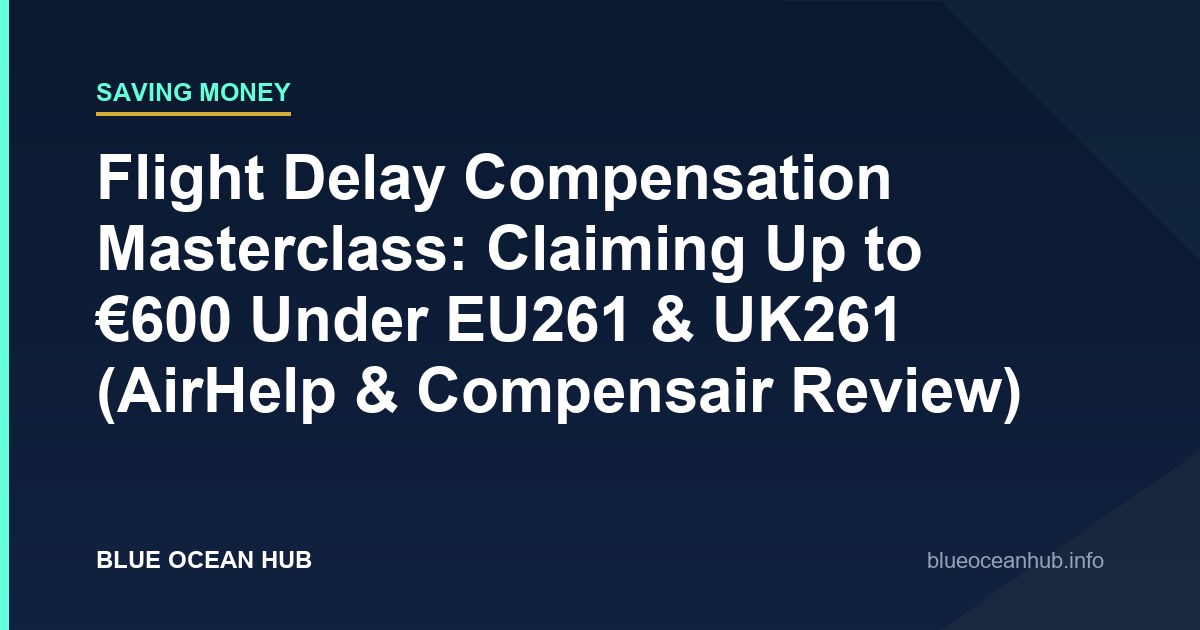 SAVING MONEY
Flight Delay Compensation
Masterclass: Claiming Up to
€600 Under EU261 & UK261
(AirHelp & Compensair Review)
BLUE OCEAN HUB
blueoceanhub.info